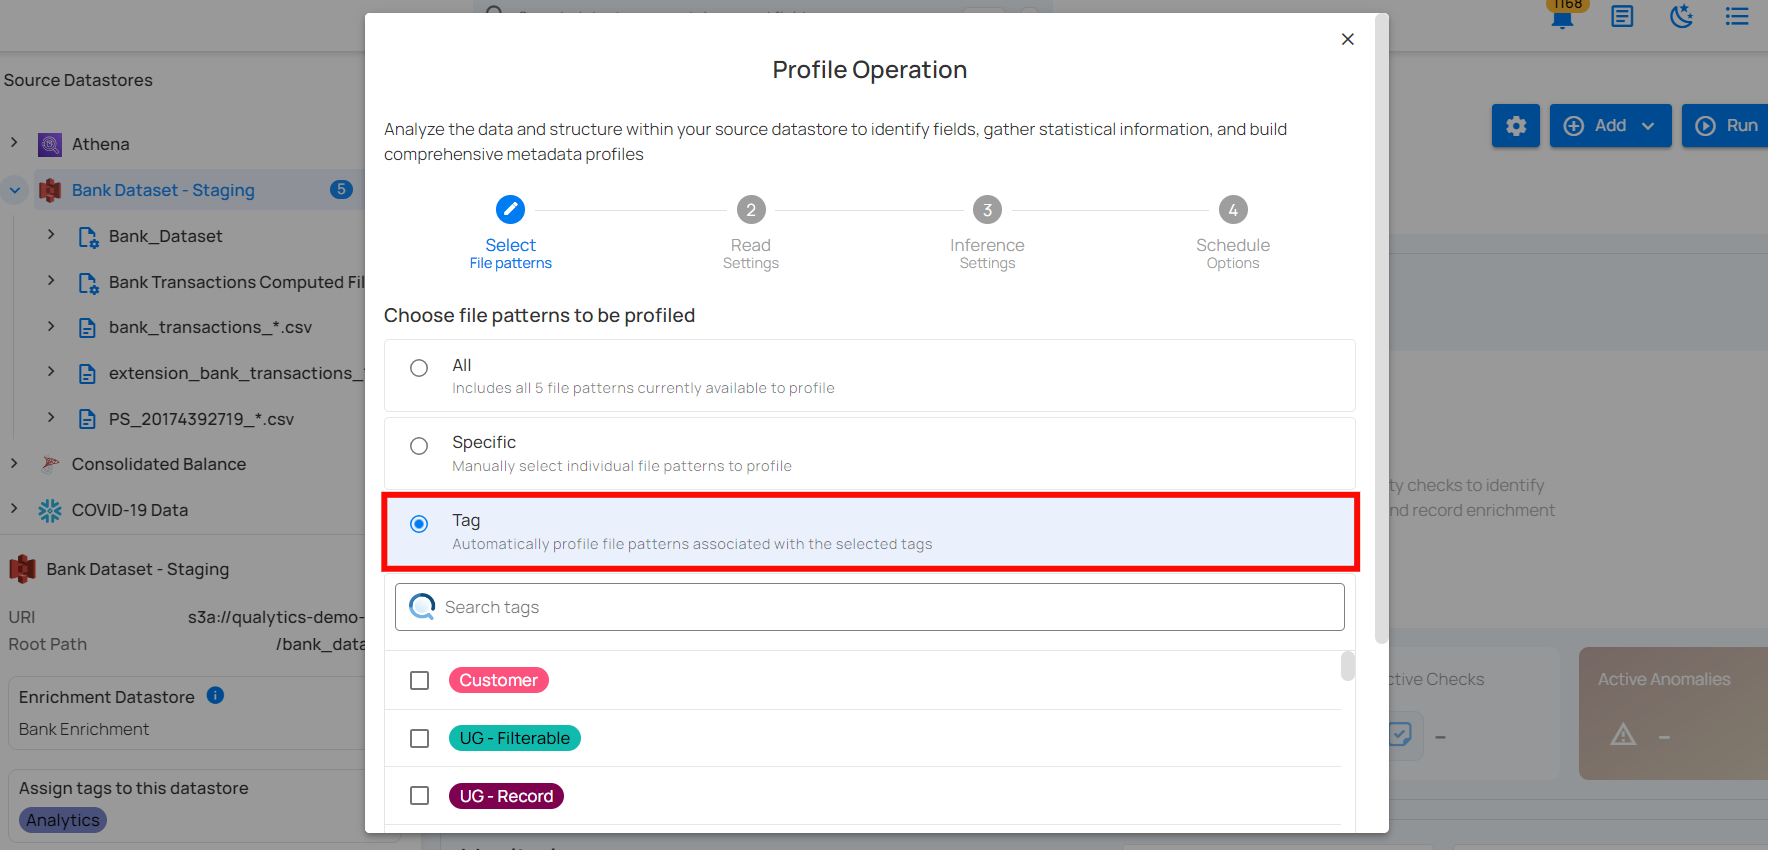 1168
Source Datastores
Athena
Bank Dataset - Staging
5
Bank_Dataset
Bank Transactions Computed Fil
bank_transactions_*.csv
extension_bank_transactions_
PS_20174392719_*.csv
Consolidated Balance
COVID-19 Data
Bank Dataset - Staging
URI
s3a://qualytics-demo-
Root Path
/bank_data
Enrichment Datastore
Bank Enrichment
Assign tags to this datastore
Analytics
Profile Operation
Analyze the data and structure within your source datastore to identify fields, gather statistical information, and build
comprehensive metadata profiles
2
3
4
Select
File patterns
Read
Settings
Inference
Settings
Schedule
Options
Choose file patterns to be profiled
All
Includes all 5 file patterns currently available to profile
Specific
Manually select individual file patterns to profile
Tag
Automatically profile file patterns associated with the selected tags
Search tags
Customer
UG - Filterable
UG - Record
Add
Run
ty checks to identify
nd record enrichment
ctive Checks
–
Active Anomalies
–